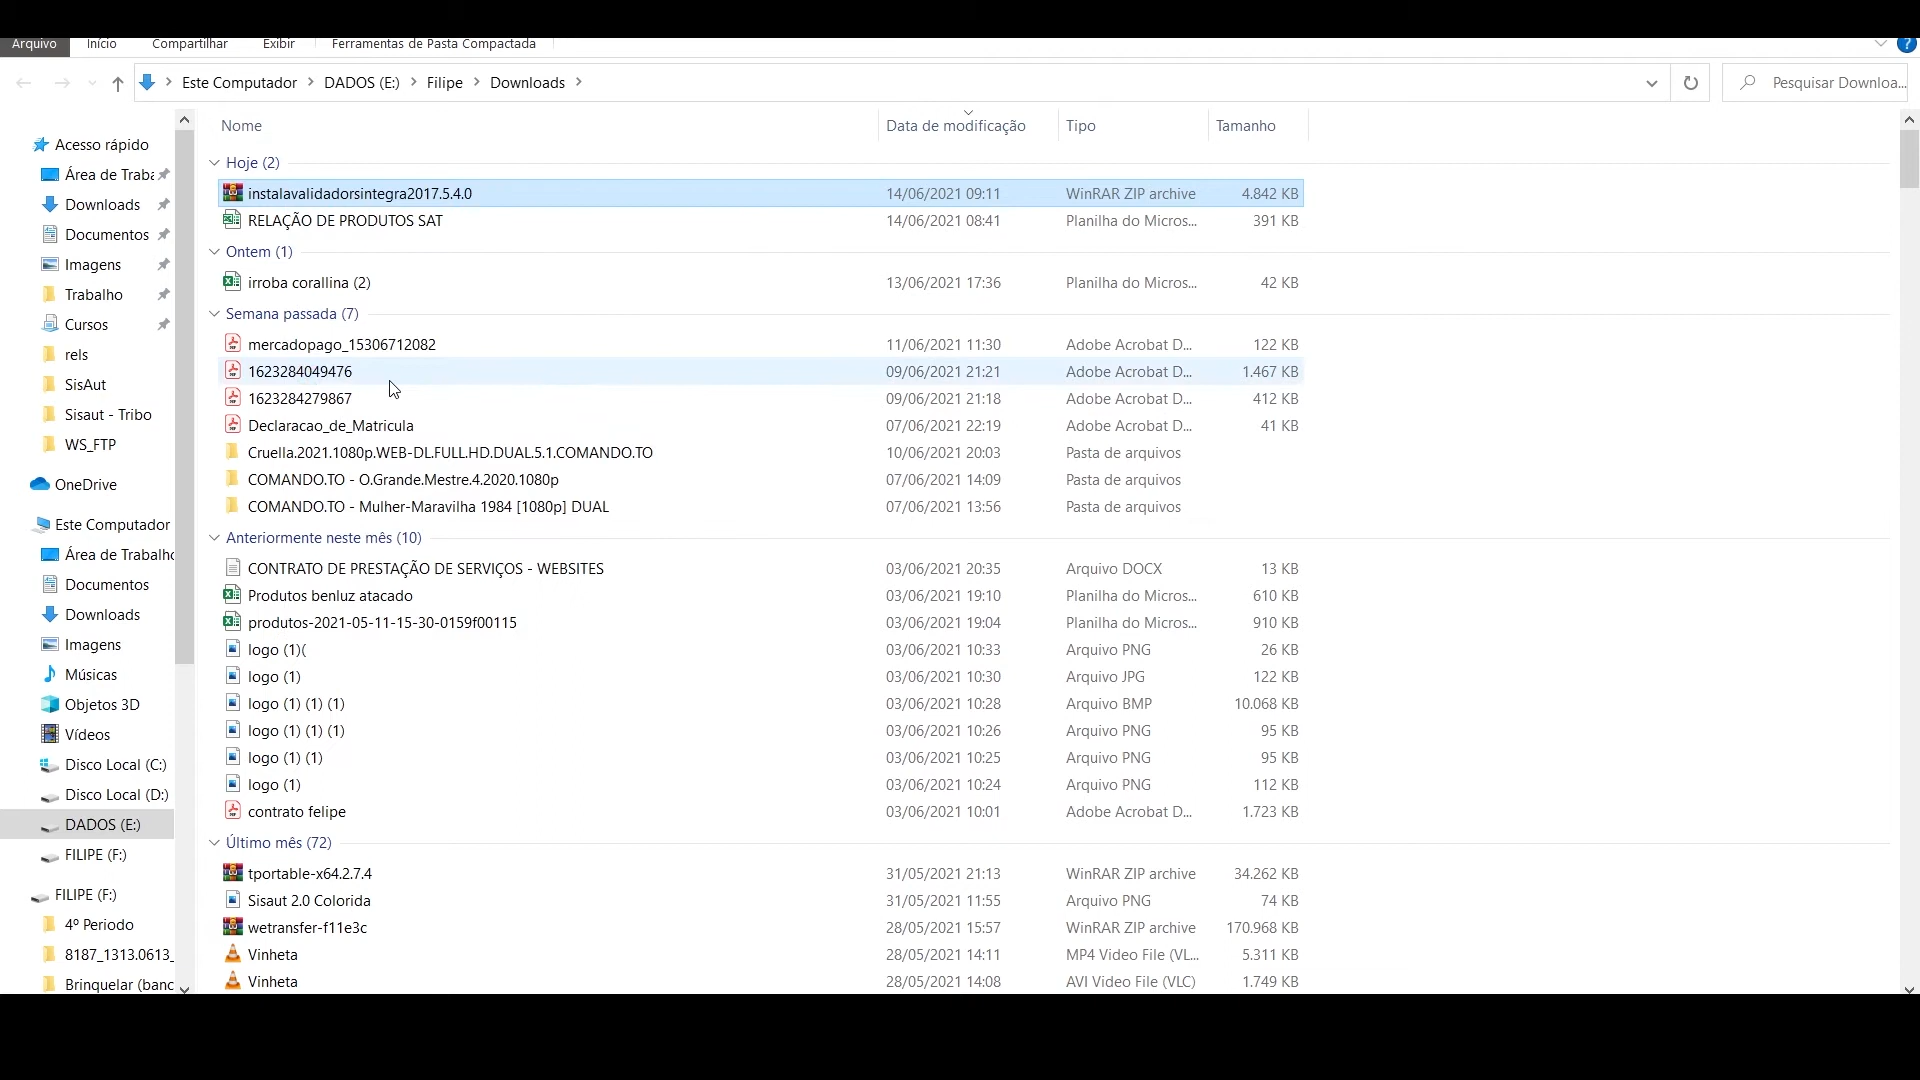 Arquivo Início Compartilhar Exibir Ferramentas de Pasta Compactada ?
Este Computador > DADOS (E:) > Filipe > Downloads > Pesquisar Downloa...
Nome Data de modificação Tipo Tamanho
Acesso rápido
Área de Traba
Downloads
Documentos
Imagens
Trabalho
Cursos
rels
SisAut
Sisaut - Tribo
WS_FTP
OneDrive
Este Computador
Área de Trabalho
Documentos
Downloads
Imagens
Músicas
Objetos 3D
Vídeos
Disco Local (C:)
Disco Local (D:)
DADOS (E:)
FILIPE (F:)
FILIPE (F:)
4º Periodo
8187_1313.0613_
Brinquelar (banc
Hoje (2)
instalavalidadorsintegra2017.5.4.0 14/06/2021 09:11 WinRAR ZIP archive 4.842 KB
RELAÇÃO DE PRODUTOS SAT 14/06/2021 08:41 Planilha do Micros... 391 KB
Ontem (1)
irroba corallina (2) 13/06/2021 17:36 Planilha do Micros... 42 KB
Semana passada (7)
mercadopago_15306712082 11/06/2021 11:30 Adobe Acrobat D... 122 KB
1623284049476 09/06/2021 21:21 Adobe Acrobat D... 1.467 KB
1623284279867 09/06/2021 21:18 Adobe Acrobat D... 412 KB
Declaracao_de_Matricula 07/06/2021 22:19 Adobe Acrobat D... 41 KB
Cruella.2021.1080p.WEB-DL.FULL.HD.DUAL.5.1.COMANDO.TO 10/06/2021 20:03 Pasta de arquivos
COMANDO.TO - O.Grande.Mestre.4.2020.1080p 07/06/2021 14:09 Pasta de arquivos
COMANDO.TO - Mulher-Maravilha 1984 [1080p] DUAL 07/06/2021 13:56 Pasta de arquivos
Anteriormente neste mês (10)
CONTRATO DE PRESTAÇÃO DE SERVIÇOS - WEBSITES 03/06/2021 20:35 Arquivo DOCX 13 KB
Produtos benluz atacado 03/06/2021 19:10 Planilha do Micros... 610 KB
produtos-2021-05-11-15-30-0159f00115 03/06/2021 19:04 Planilha do Micros... 910 KB
logo (1)( 03/06/2021 10:33 Arquivo PNG 26 KB
logo (1) 03/06/2021 10:30 Arquivo JPG 122 KB
logo (1) (1) (1) 03/06/2021 10:28 Arquivo BMP 10.068 KB
logo (1) (1) (1) 03/06/2021 10:26 Arquivo PNG 95 KB
logo (1) (1) 03/06/2021 10:25 Arquivo PNG 95 KB
logo (1) 03/06/2021 10:24 Arquivo PNG 112 KB
contrato felipe 03/06/2021 10:01 Adobe Acrobat D... 1.723 KB
Último mês (72)
tportable-x64.2.7.4 31/05/2021 21:13 WinRAR ZIP archive 34.262 KB
Sisaut 2.0 Colorida 31/05/2021 11:55 Arquivo PNG 74 KB
wetransfer-f11e3c 28/05/2021 15:57 WinRAR ZIP archive 170.968 KB
Vinheta 28/05/2021 14:11 MP4 Video File (VL... 5.311 KB
Vinheta 28/05/2021 14:08 AVI Video File (VLC) 1.749 KB